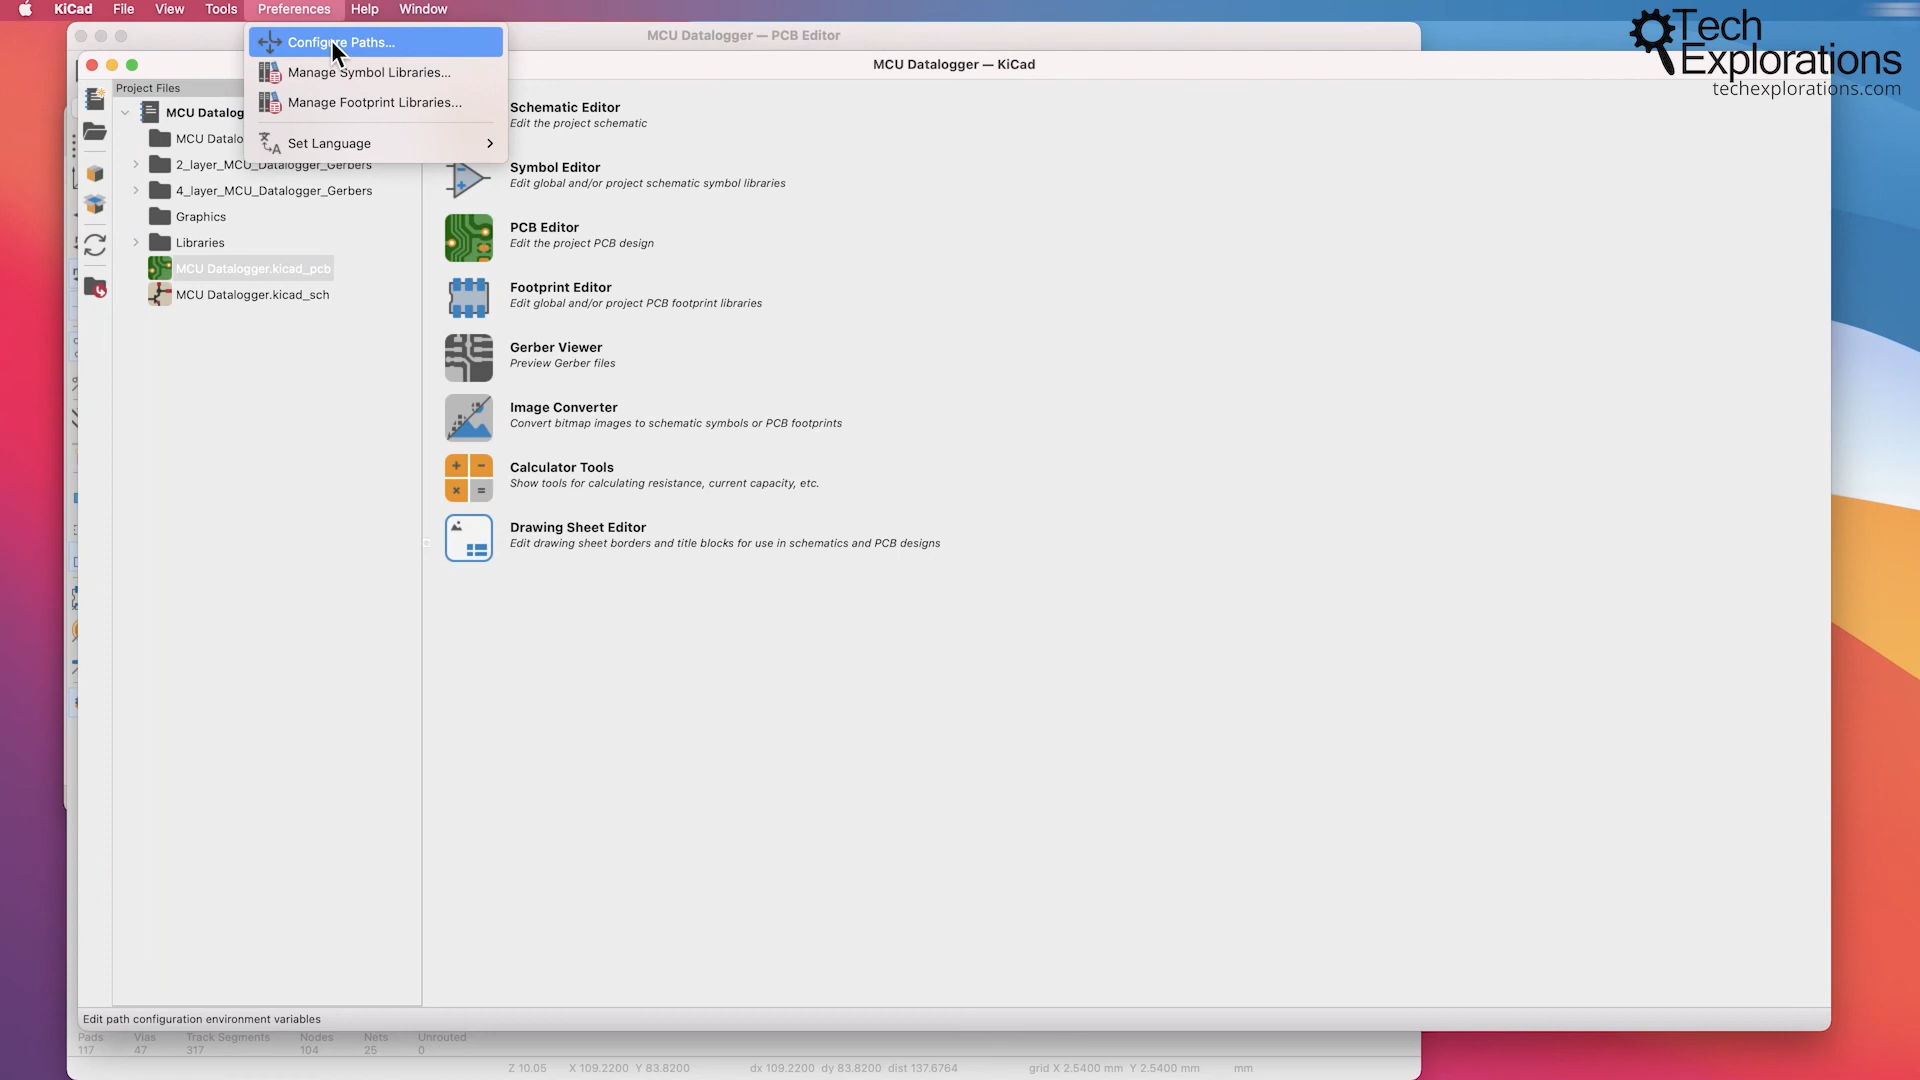 KiCad File View Tools Preferences Help Window
MCU Datalogger — PCB Editor
Tech
Explorations
techexplorations.com
Configure Paths...
Manage Symbol Libraries...
Manage Footprint Libraries...
Set Language
MCU Datalogger — KiCad
Project Files
MCU Datalog
MCU Datalo
2_layer_MCU_Datalogger_Gerbers
4_layer_MCU_Datalogger_Gerbers
Graphics
Libraries
MCU Datalogger.kicad_pcb
MCU Datalogger.kicad_sch
Schematic Editor
Edit the project schematic
Symbol Editor
Edit global and/or project schematic symbol libraries
PCB Editor
Edit the project PCB design
Footprint Editor
Edit global and/or project PCB footprint libraries
Gerber Viewer
Preview Gerber files
Image Converter
Convert bitmap images to schematic symbols or PCB footprints
Calculator Tools
Show tools for calculating resistance, current capacity, etc.
Drawing Sheet Editor
Edit drawing sheet borders and title blocks for use in schematics and PCB designs
Edit path configuration environment variables
Pads Vias Track Segments Nodes Nets Unrouted
117 47 317 104 25 0
Z 10.05 X 109.2200 Y 83.8200 dx 109.2200 dy 83.8200 dist 137.6764 grid X 2.5400 mm Y 2.5400 mm mm